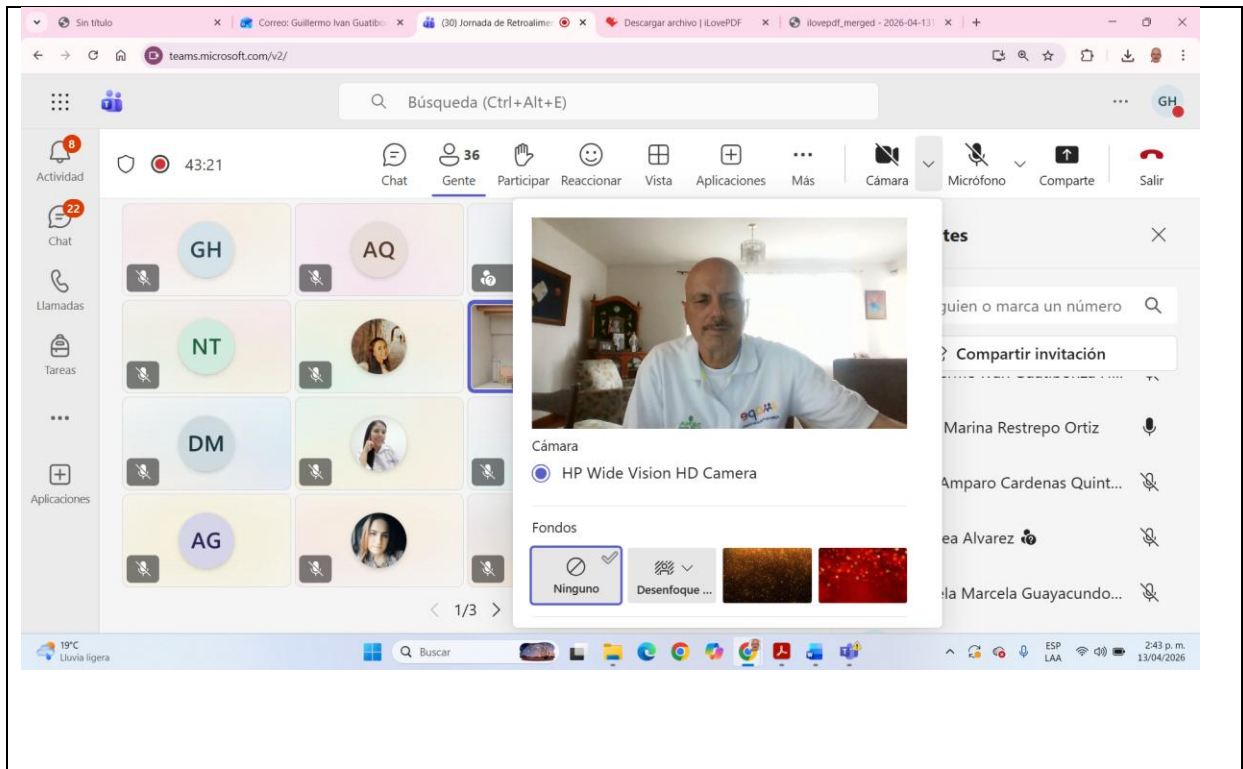 Sin título
Correo: Guillermo Ivan Guatibo
(30) Jornada de Retroalime
Descargar archivo | iLovePDF
ilovepdf_merged - 2026-04-13
teams.microsoft.com/v2/
Búsqueda (Ctrl+Alt+E)
GH
8
Actividad
43:21
Chat
36
Gente
Participar
Reaccionar
Vista
Aplicaciones
Más
Cámara
Micrófono
Comparte
Salir
22
Chat
Llamadas
Tareas
Aplicaciones
GH
AQ
NT
DM
AG
1/3
Cámara
HP Wide Vision HD Camera
Fondos
Ninguno
Desenfoque ...
tes
guien o marca un número
Compartir invitación
Marina Restrepo Ortiz
Amparo Cardenas Quint...
ea Alvarez
ela Marcela Guayacundo...
19°C
Lluvia ligera
Buscar
ESP
LAA
2:43 p. m.
13/04/2026